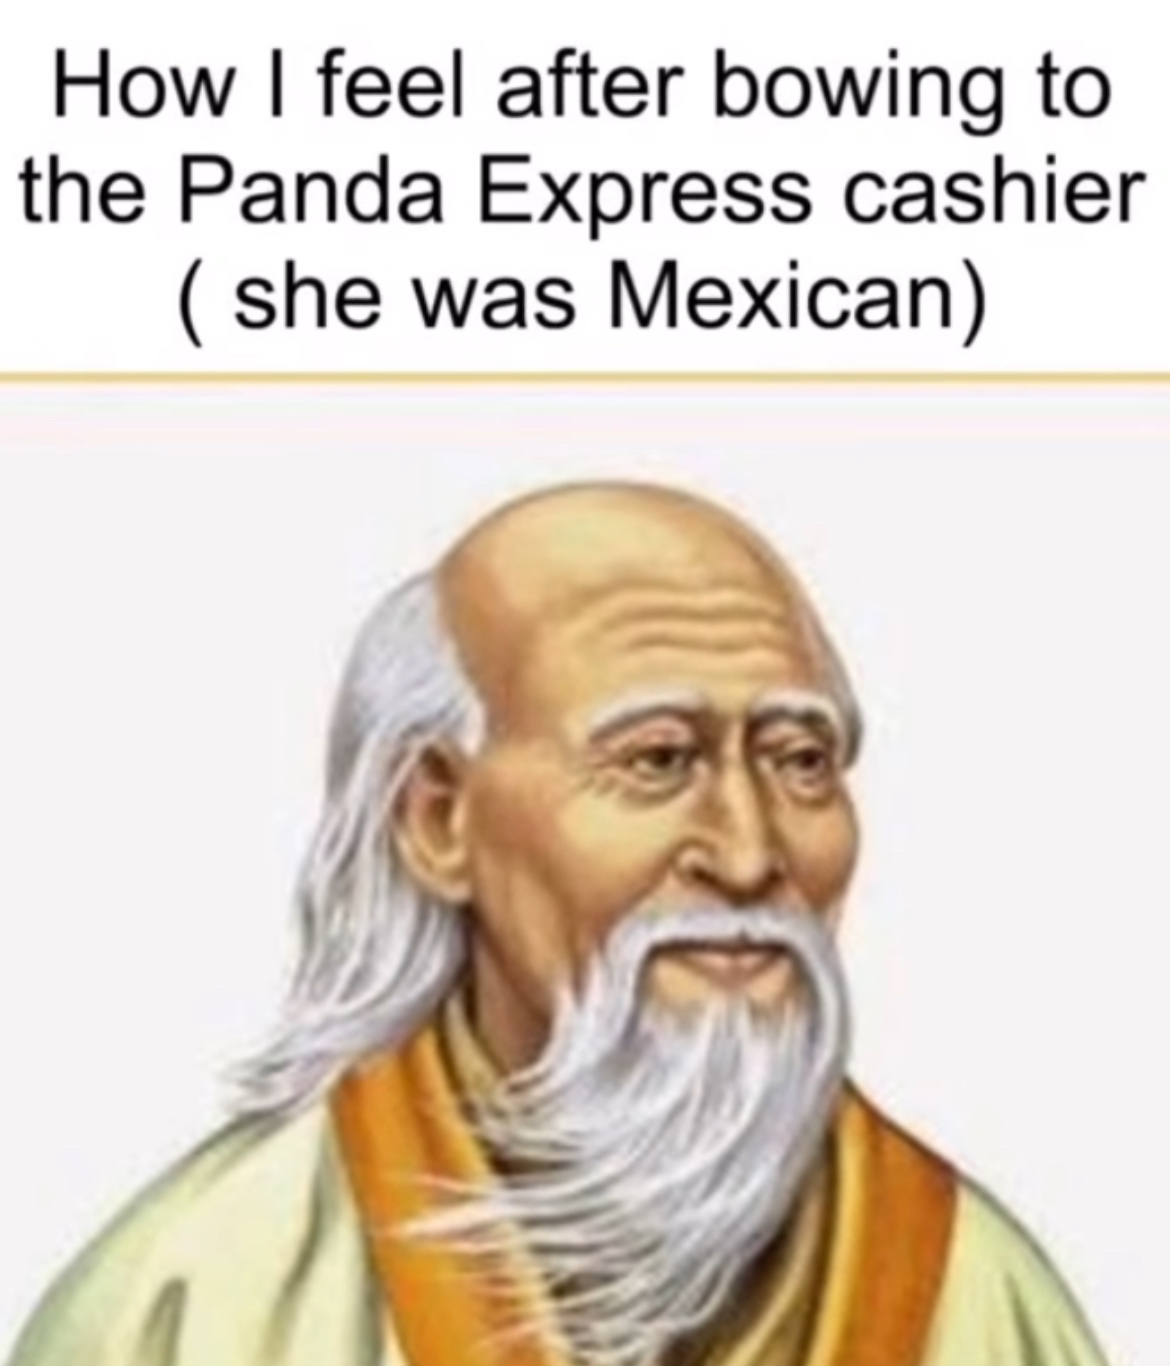 How I feel after bowing to
the Panda Express cashier
( she was Mexican)